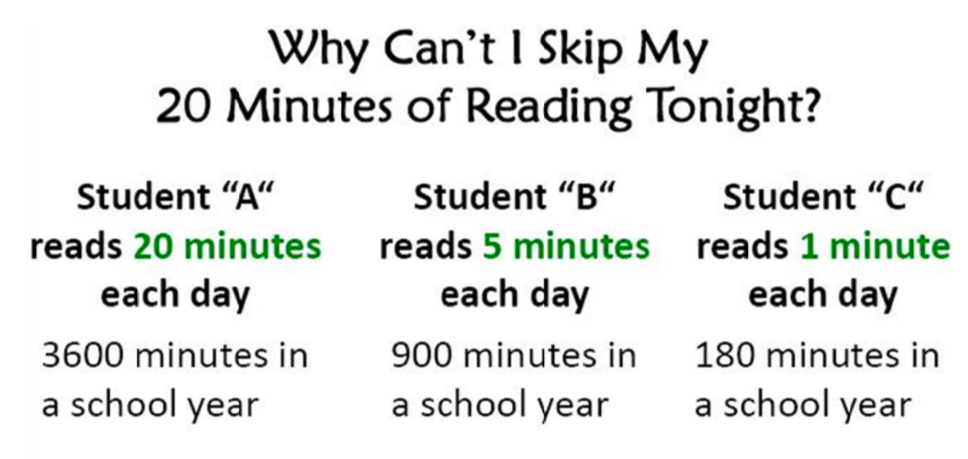 Why Can't I Skip My
20 Minutes of Reading Tonight?
Student “A“
reads 20 minutes
each day
3600 minutes in
a school year
Student “B“
reads 5 minutes
each day
900 minutes in
a school year
Student “C“
reads 1 minute
each day
180 minutes in
a school year